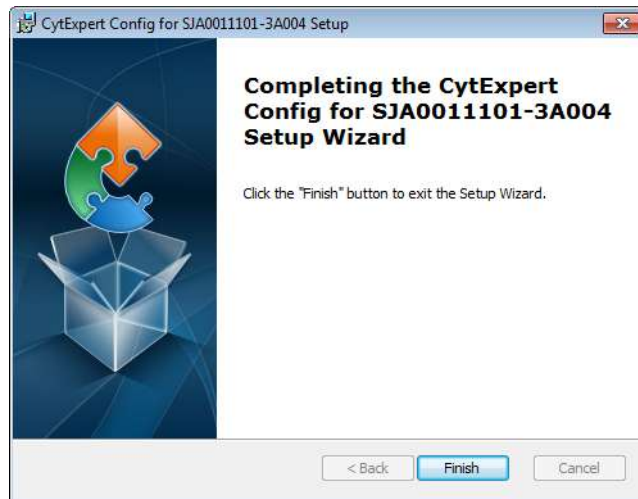 CytExpert Config for SJA0011101-3A004 Setup
Completing the CytExpert
Config for SJA0011101-3A004
Setup Wizard
Click the "Finish" button to exit the Setup Wizard.
< Back
Finish
Cancel